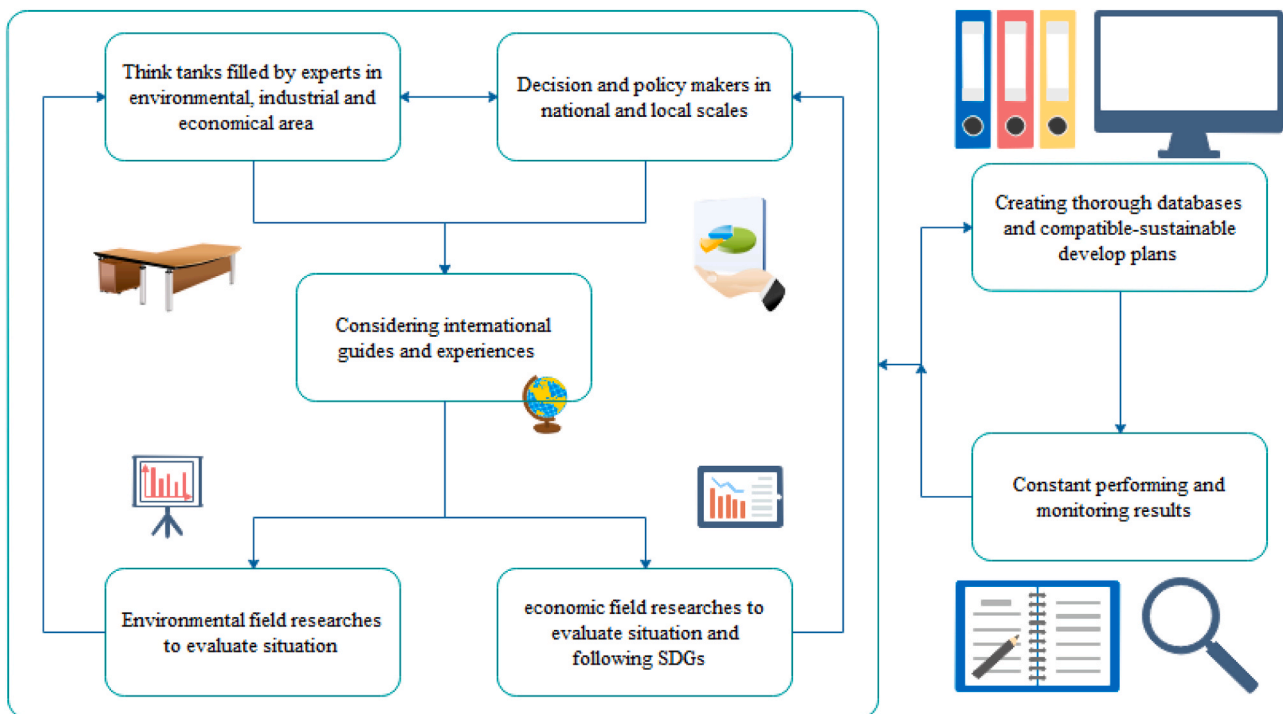 Think tanks filled by experts in
environmental, industrial and
economical area
Decision and policy makers in
national and local scales
Creating thorough databases
and compatible-sustainable
develop plans
Considering international
guides and experiences
Constant performing and
monitoring results
Environmental field researches
to evaluate situation
economic field researches to
evaluate situation and
following SDGs